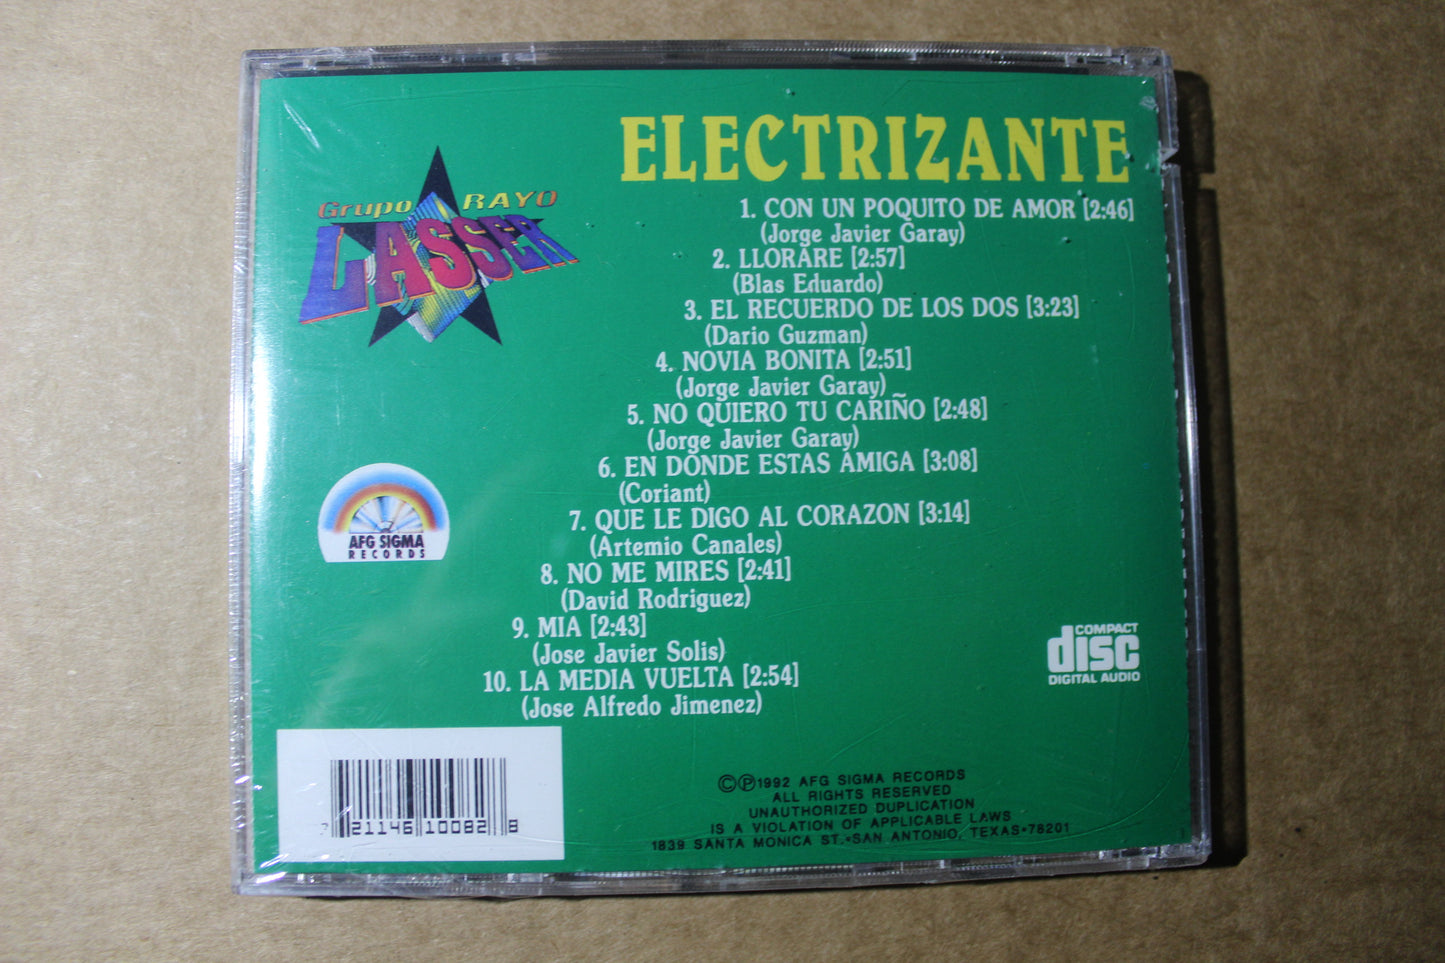 ELECTRIZANTE
Grupo RAYO
LASSER
1. CON UN POQUITO DE AMOR [2:46]
(Jorge Javier Garay)
2. LLORARE [2:57]
(Blas Eduardo)
3. EL RECUERDO DE LOS DOS [3:23]
(Dario Guzman)
4. NOVIA BONITA [2:51]
(Jorge Javier Garay)
5. NO QUIERO TU CARIÑO [2:48]
(Jorge Javier Garay)
6. EN DONDE ESTAS AMIGA [3:08]
(Coriant)
7. QUE LE DIGO AL CORAZON [3:14]
(Artemio Canales)
8. NO ME MIRES [2:41]
(David Rodriguez)
9. MIA [2:43]
(Jose Javier Solis)
10. LA MEDIA VUELTA [2:54]
(Jose Alfredo Jimenez)
AFG SIGMA
RECORDS
COMPACT
disc
DIGITAL AUDIO
7 21146 10082 8
©℗1992 AFG SIGMA RECORDS
ALL RIGHTS RESERVED
UNAUTHORIZED DUPLICATION
IS A VIOLATION OF APPLICABLE LAWS
1839 SANTA MONICA ST.•SAN ANTONIO, TEXAS•78201